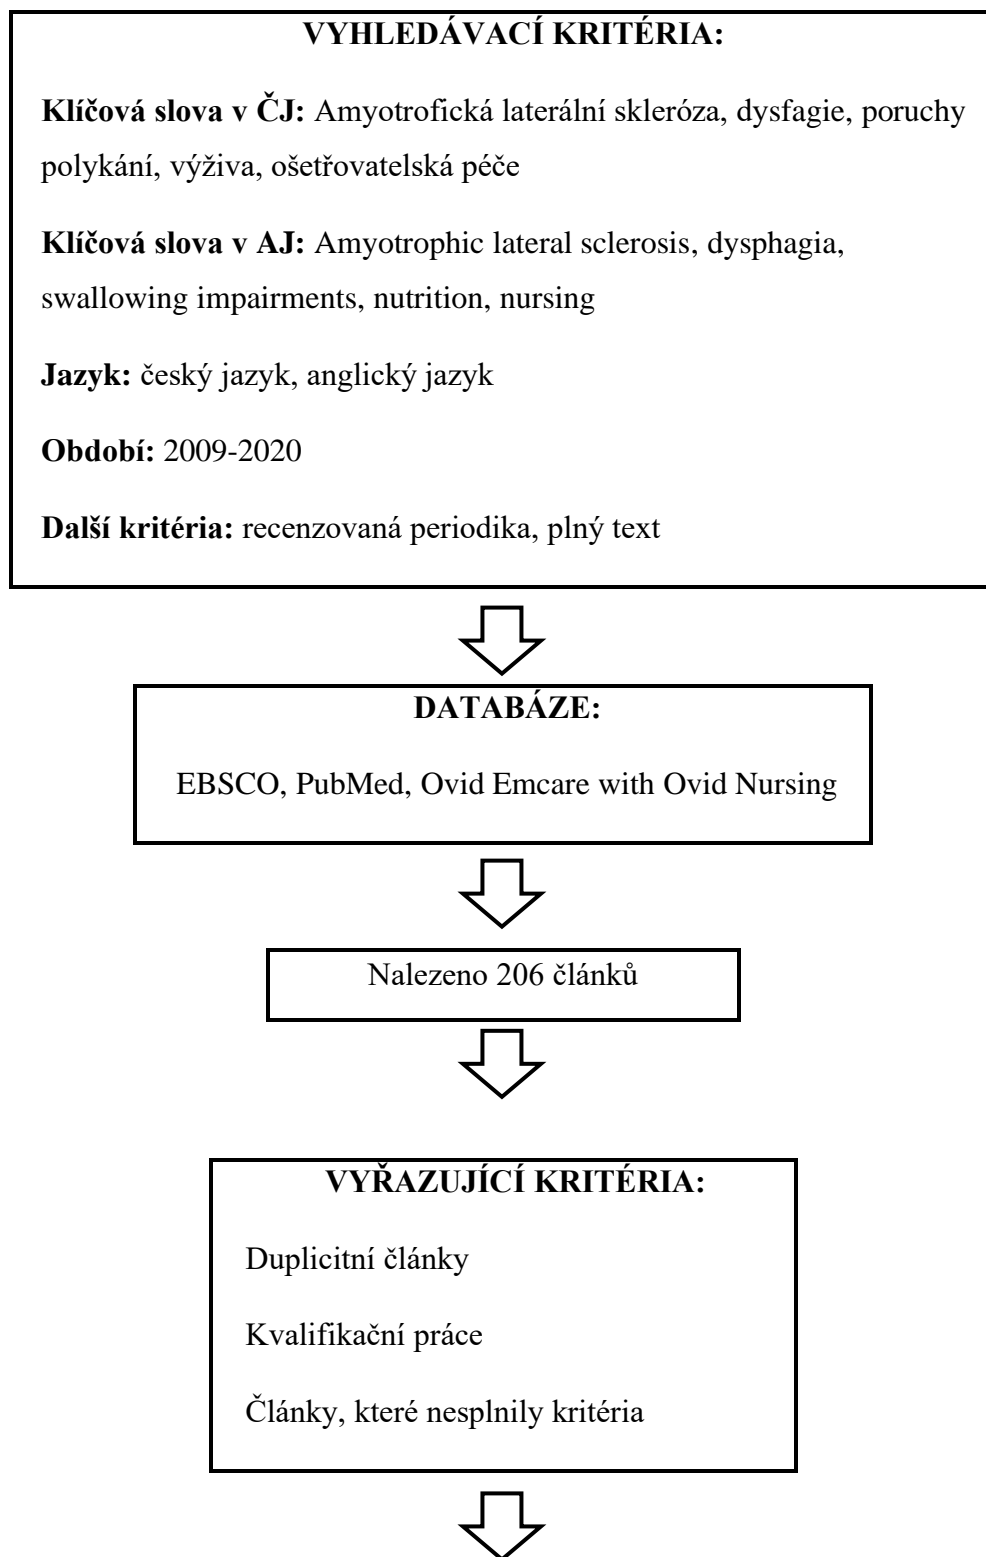 VYHLEDÁVACÍ KRITÉRIA:
Klíčová slova v ČJ: Amyotrofická laterální skleróza, dysfagie, poruchy
polykání, výživa, ošetřovatelská péče
Klíčová slova v AJ: Amyotrophic lateral sclerosis, dysphagia,
swallowing impairments, nutrition, nursing
Jazyk: český jazyk, anglický jazyk
Období: 2009-2020
Další kritéria: recenzovaná periodika, plný text
DATABÁZE:
EBSCO, PubMed, Ovid Emcare with Ovid Nursing
Nalezeno 206 článků
VYŘAZUJÍCÍ KRITÉRIA:
Duplicitní články
Kvalifikační práce
Články, které nesplnily kritéria